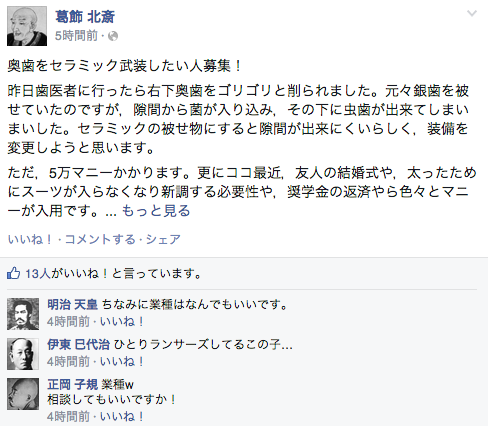 葛飾 北斎
5時間前 ·
奥歯をセラミック武装したい人募集！
昨日歯医者に行ったら右下奥歯をゴリゴリと削られました。元々銀歯を被
せていたのですが，隙間から菌が入り込み，その下に虫歯が出来てしまい
まいした。セラミックの被せ物にすると隙間が出来にくいらしく，装備を
変更しようと思います。
ただ，5万マニーかかります。更にココ最近，友人の結婚式や，太ったため
にスーツが入らなくなり新調する必要性や，奨学金の返済やら色々とマニ
ーが入用です。... もっと見る
いいね！ · コメントする · シェア
13人がいいね！と言っています。
明治 天皇 ちなみに業種はなんでもいいです。
4時間前 · いいね！
伊東 巳代治 ひとりランサーズしてるこの子…
4時間前 · いいね！
正岡 子規 業種w
相談してもいいですか！
4時間前 · いいね！